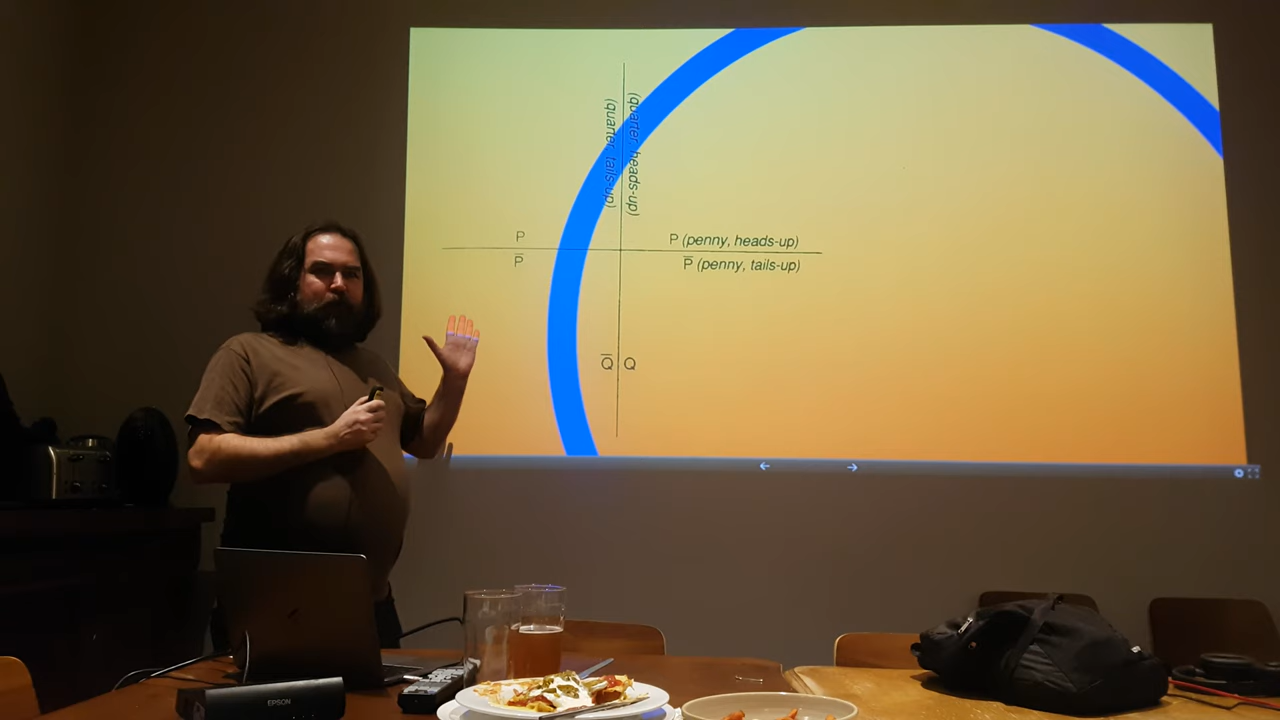 (quarter, tails-up)
(quarter, heads-up)
P
P (penny, heads-up)
P̅
P̅ (penny, tails-up)
Q̅
Q
EPSON